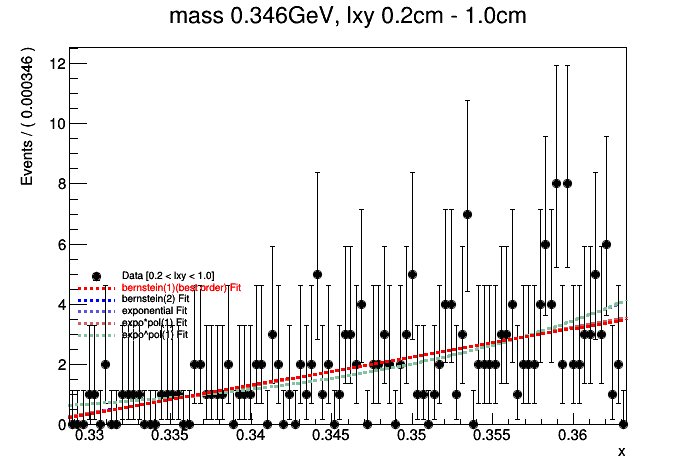 mass 0.346GeV, lxy 0.2cm - 1.0cm
Events / ( 0.000346 )
12
10
8
6
4
2
0
Data [0.2 < lxy < 1.0]
bernstein(1)(best order) Fit
bernstein(2) Fit
exponential Fit
expo*pol(1) Fit
expo^pol(1) Fit
0.33 0.335 0.34 0.345 0.35 0.355 0.36
x